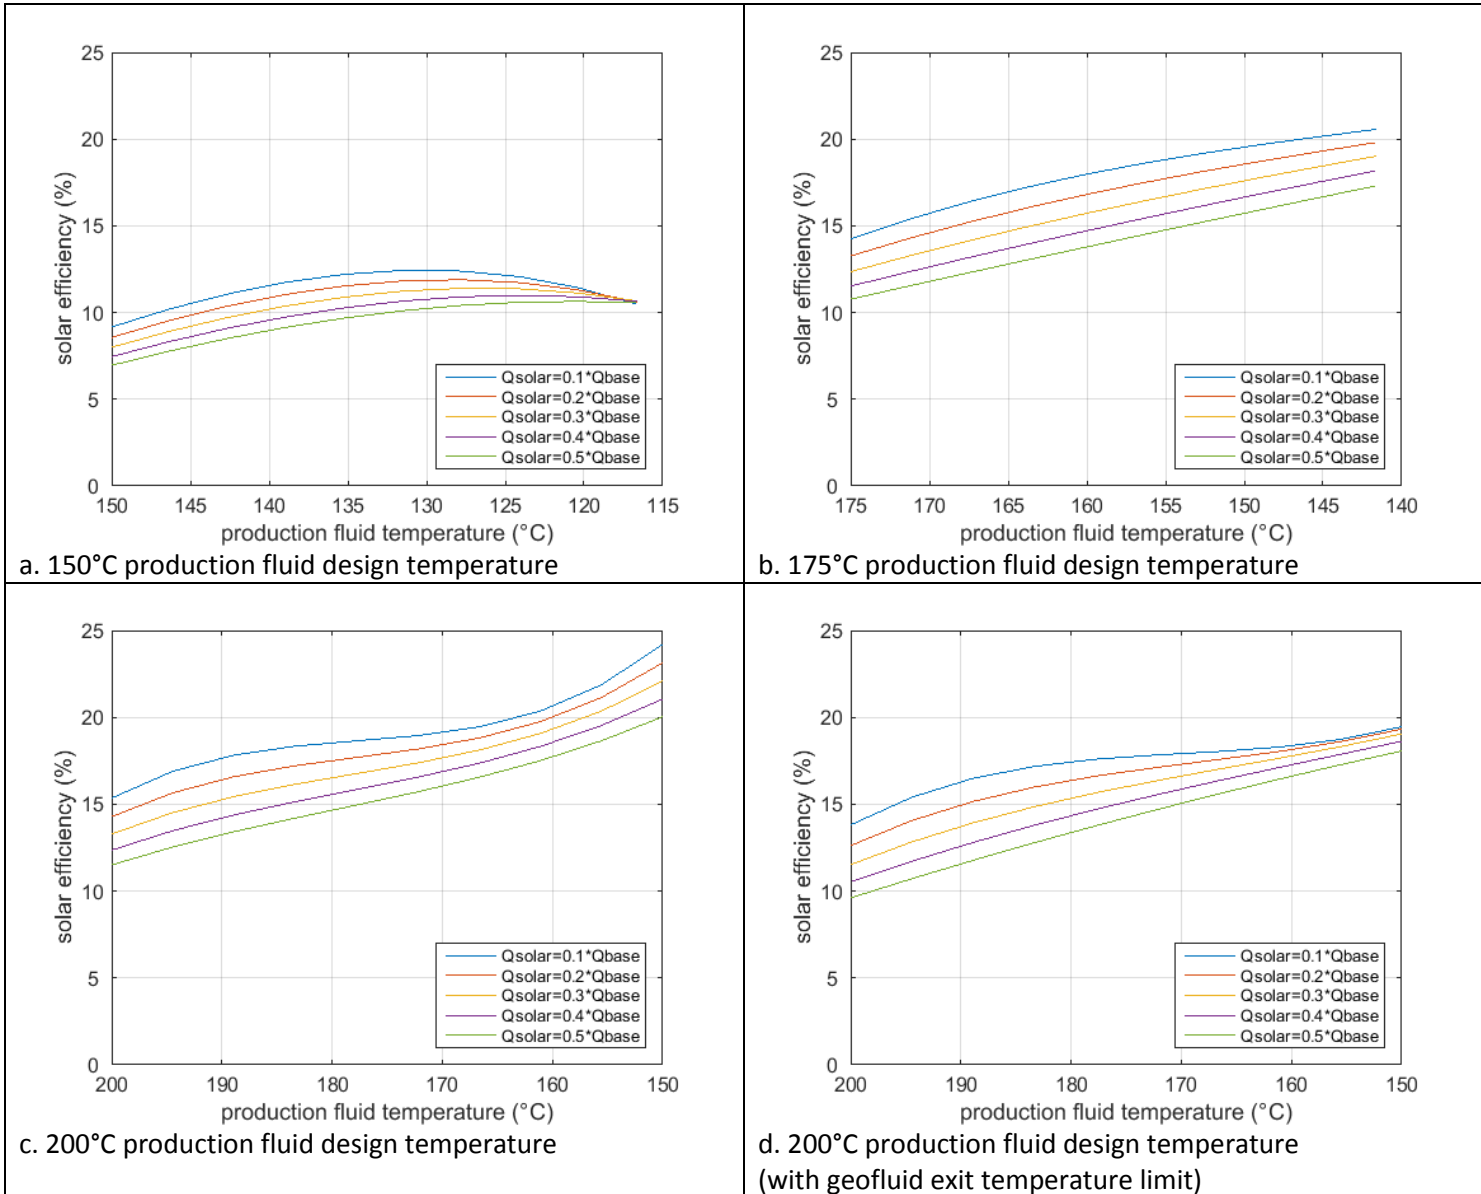 25
20
15
10
5
0
solar efficiency (%)
150 145 140 135 130 125 120 115
production fluid temperature (°C)
Qsolar=0.1*Qbase
Qsolar=0.2*Qbase
Qsolar=0.3*Qbase
Qsolar=0.4*Qbase
Qsolar=0.5*Qbase
a. 150°C production fluid design temperature
25
20
15
10
5
0
solar efficiency (%)
175 170 165 160 155 150 145 140
production fluid temperature (°C)
Qsolar=0.1*Qbase
Qsolar=0.2*Qbase
Qsolar=0.3*Qbase
Qsolar=0.4*Qbase
Qsolar=0.5*Qbase
b. 175°C production fluid design temperature
25
20
15
10
5
0
solar efficiency (%)
200 190 180 170 160 150
production fluid temperature (°C)
Qsolar=0.1*Qbase
Qsolar=0.2*Qbase
Qsolar=0.3*Qbase
Qsolar=0.4*Qbase
Qsolar=0.5*Qbase
c. 200°C production fluid design temperature
25
20
15
10
5
0
solar efficiency (%)
200 190 180 170 160 150
production fluid temperature (°C)
Qsolar=0.1*Qbase
Qsolar=0.2*Qbase
Qsolar=0.3*Qbase
Qsolar=0.4*Qbase
Qsolar=0.5*Qbase
d. 200°C production fluid design temperature
(with geofluid exit temperature limit)